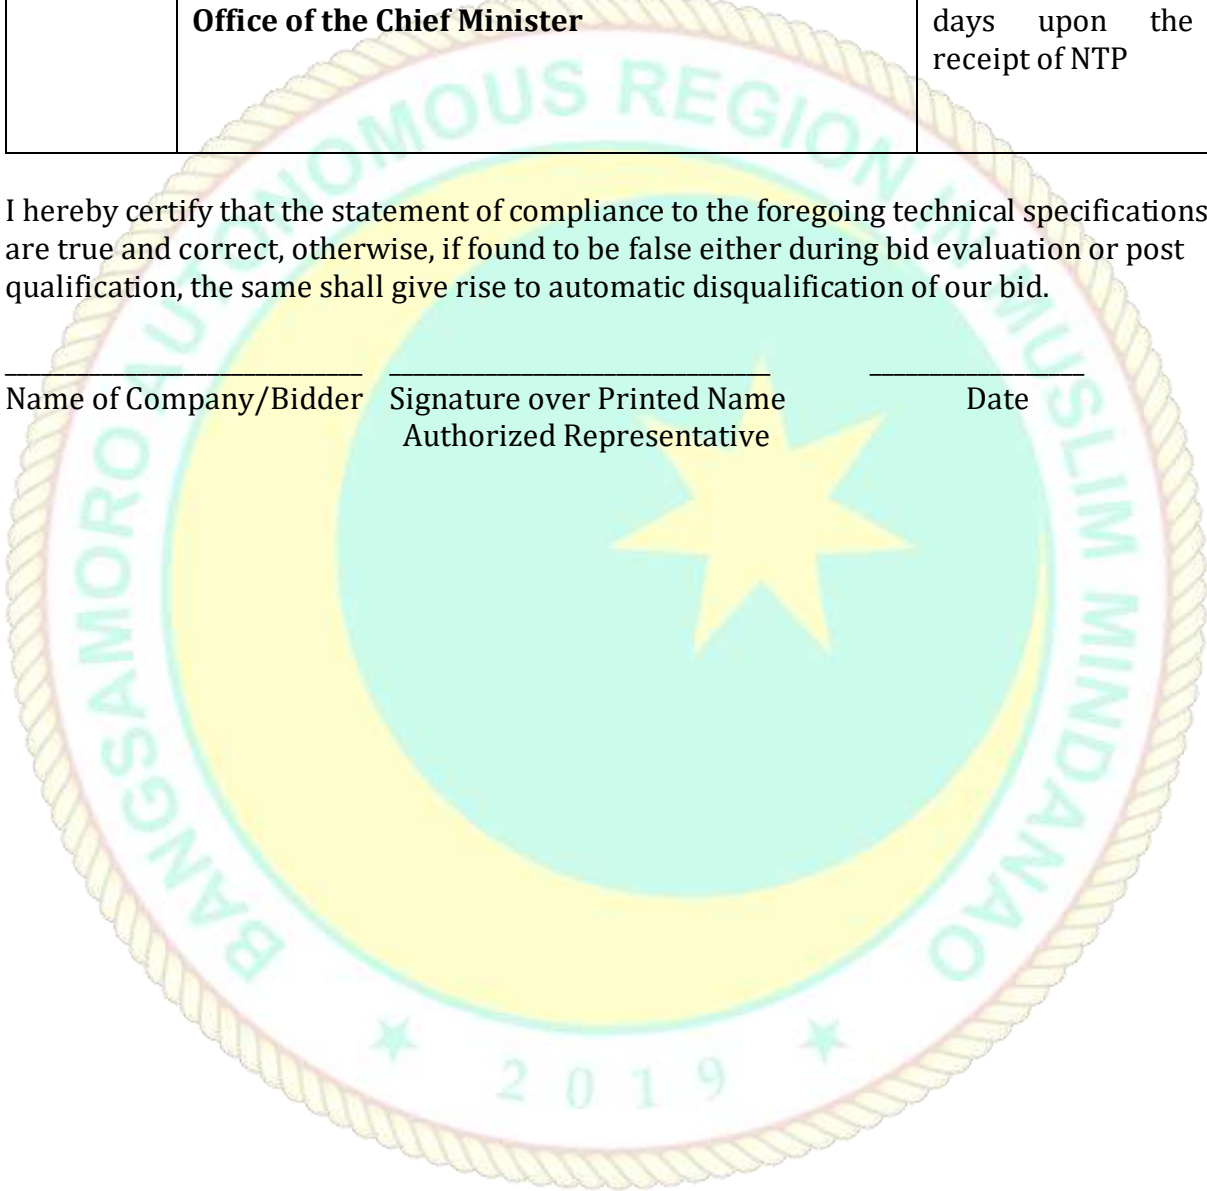 Office of the Chief Minister
days upon the
receipt of NTP
I hereby certify that the statement of compliance to the foregoing technical specifications
are true and correct, otherwise, if found to be false either during bid evaluation or post
qualification, the same shall give rise to automatic disqualification of our bid.
______________________________ ________________________________ __________________
Name of Company/Bidder Signature over Printed Name Date
Authorized Representative
BANGSAMORO AUTONOMOUS REGION IN MUSLIM MINDANAO
2019